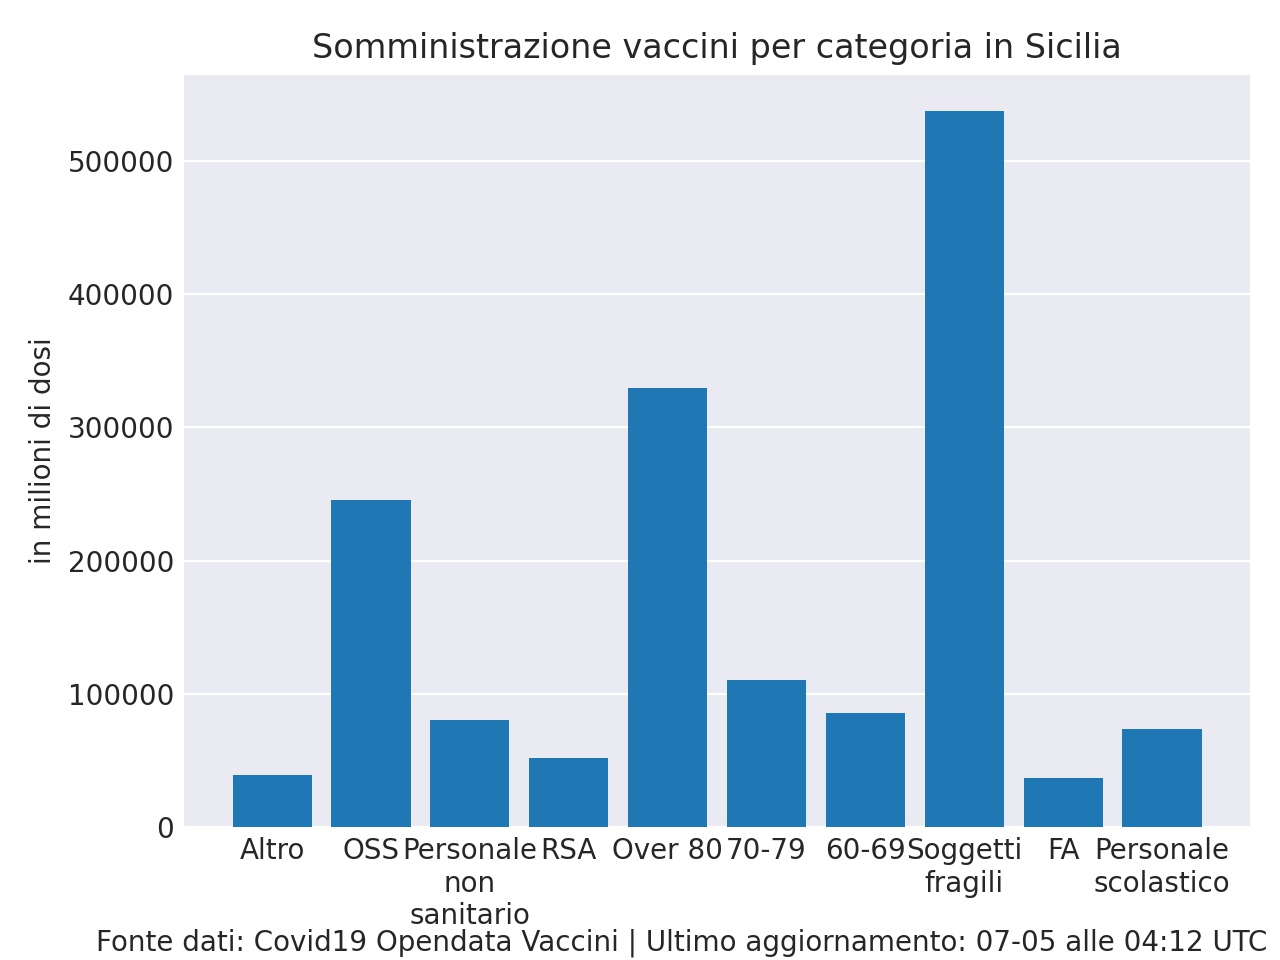 Somministrazione vaccini per categoria in Sicilia
in milioni di dosi
500000
400000
300000
200000
100000
0
Altro
OSS
Personale
non
sanitario
RSA
Over 80
70-79
60-69
Soggetti
fragili
FA
Personale
scolastico
Fonte dati: Covid19 Opendata Vaccini | Ultimo aggiornamento: 07-05 alle 04:12 UTC